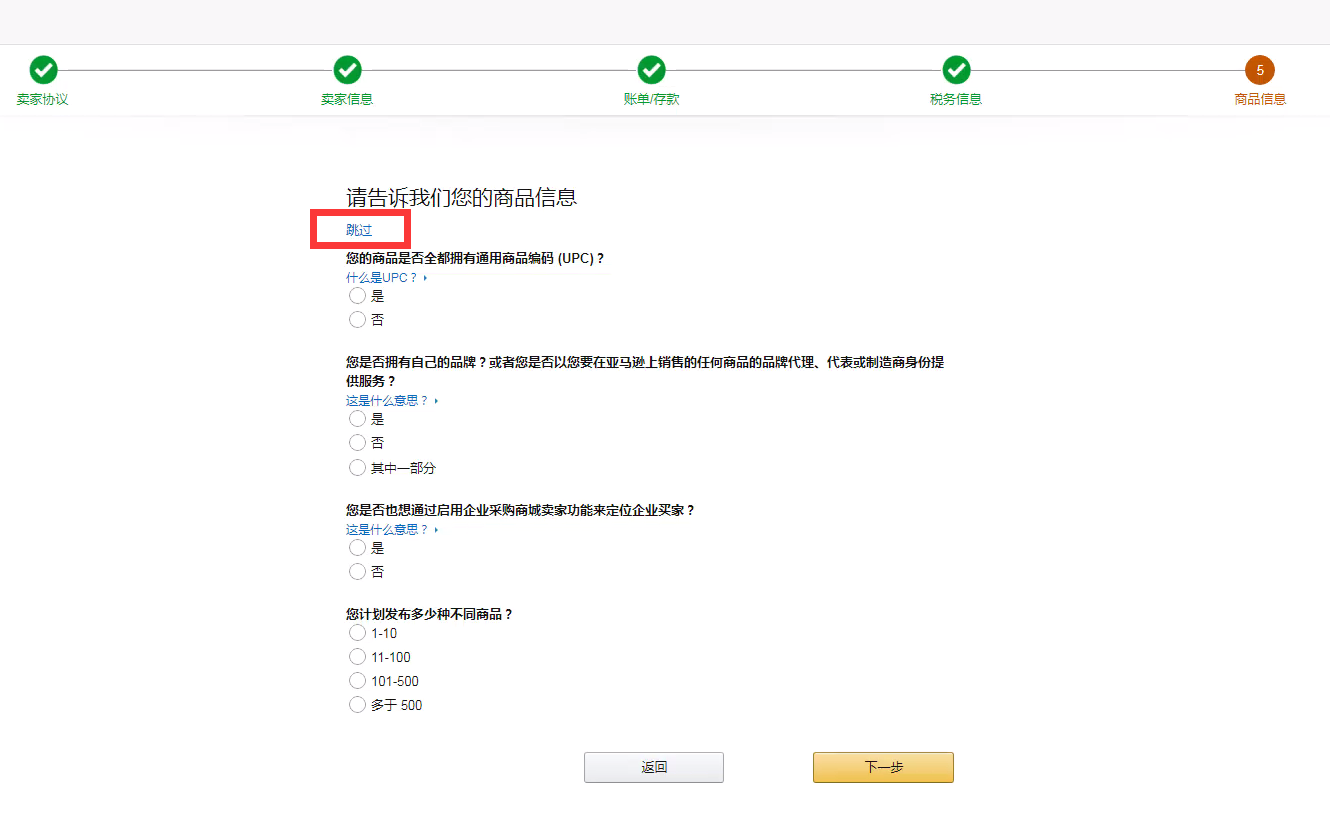 卖家协议 卖家信息 账单/存款 税务信息 5 商品信息
请告诉我们您的商品信息
跳过
您的商品是否全都拥有通用商品编码 (UPC)？
什么是UPC？
是
否
您是否拥有自己的品牌？或者您是否以您要在亚马逊上销售的任何商品的品牌代理、代表或制造商身份提
供服务？
这是什么意思？
是
否
其中一部分
您是否也想通过启用企业采购商城卖家功能来定位企业买家？
这是什么意思？
是
否
您计划发布多少种不同商品？
1-10
11-100
101-500
多于 500
返回 下一步